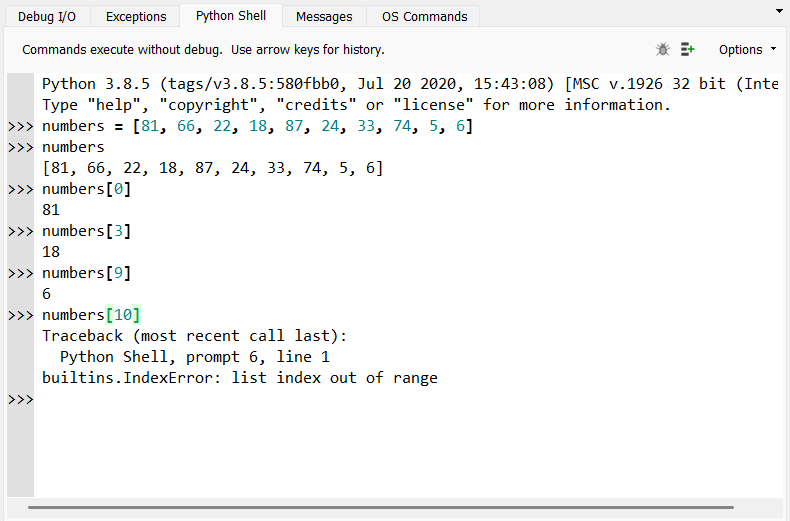 Debug I/O Exceptions Python Shell Messages OS Commands
Commands execute without debug. Use arrow keys for history. Options
Python 3.8.5 (tags/v3.8.5:580fbb0, Jul 20 2020, 15:43:08) [MSC v.1926 32 bit (Inte
Type "help", "copyright", "credits" or "license" for more information.
>>> numbers = [81, 66, 22, 18, 87, 24, 33, 74, 5, 6]
>>> numbers
[81, 66, 22, 18, 87, 24, 33, 74, 5, 6]
>>> numbers[0]
81
>>> numbers[3]
18
>>> numbers[9]
6
>>> numbers[10]
Traceback (most recent call last):
  Python Shell, prompt 6, line 1
builtins.IndexError: list index out of range
>>>